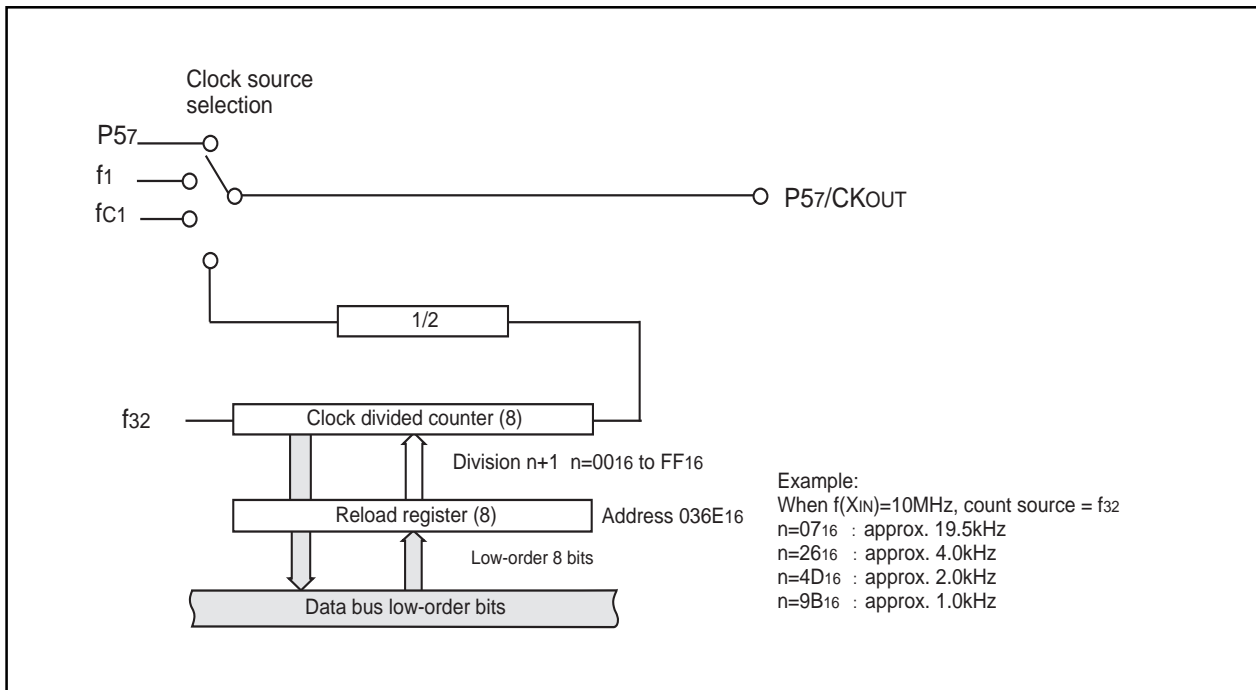 Clock source
selection
P57
f1
fC1
P57/CKOUT
1/2
f32
Clock divided counter (8)
Division n+1 n=0016 to FF16
Reload register (8)
Address 036E16
Low-order 8 bits
Data bus low-order bits
Example:
When f(XIN)=10MHz, count source = f32
n=0716 : approx. 19.5kHz
n=2616 : approx. 4.0kHz
n=4D16 : approx. 2.0kHz
n=9B16 : approx. 1.0kHz